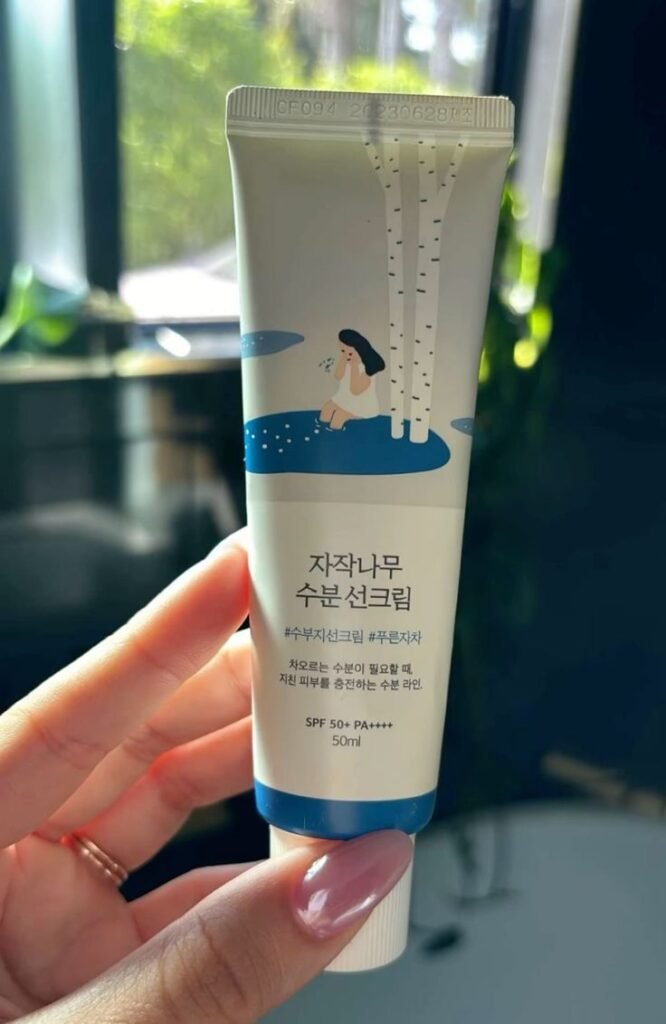 CF094 20230628제조
자작나무
수분 선크림
#수부지선크림 #푸른자차
차오르는 수분이 필요할 때,
지친 피부를 충전하는 수분 라인.
SPF 50+ PA++++
50ml